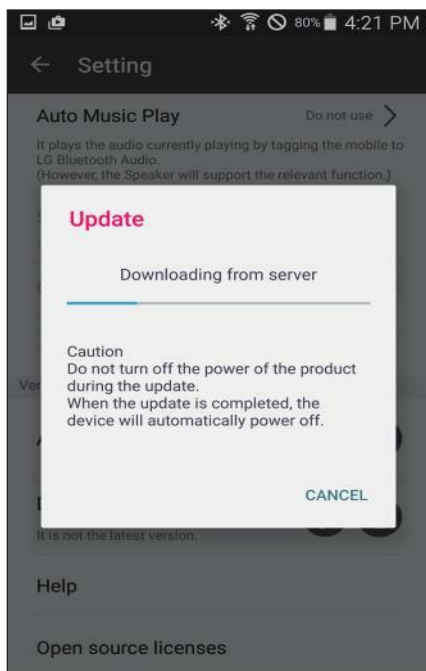 80% 4:21 PM
Setting
Auto Music Play Do not use
It plays the audio currently playing by tagging the mobile to
LG Bluetooth Audio.
(However, the Speaker will support the relevant function.)
Update
Downloading from server
Caution
Do not turn off the power of the product
during the update.
When the update is completed, the
device will automatically power off.
CANCEL
It is not the latest version.
Help
Open source licenses